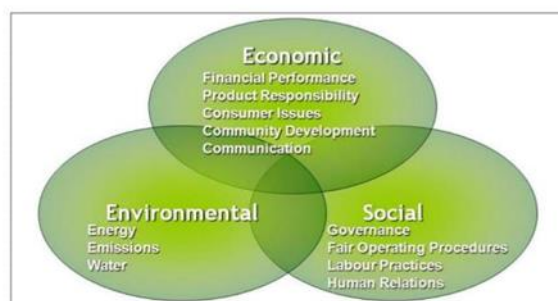 Economic
Financial Performance
Product Responsibility
Consumer Issues
Community Development
Communication
Environmental
Energy
Emissions
Water
Social
Governance
Fair Operating Procedures
Labour Practices
Human Relations